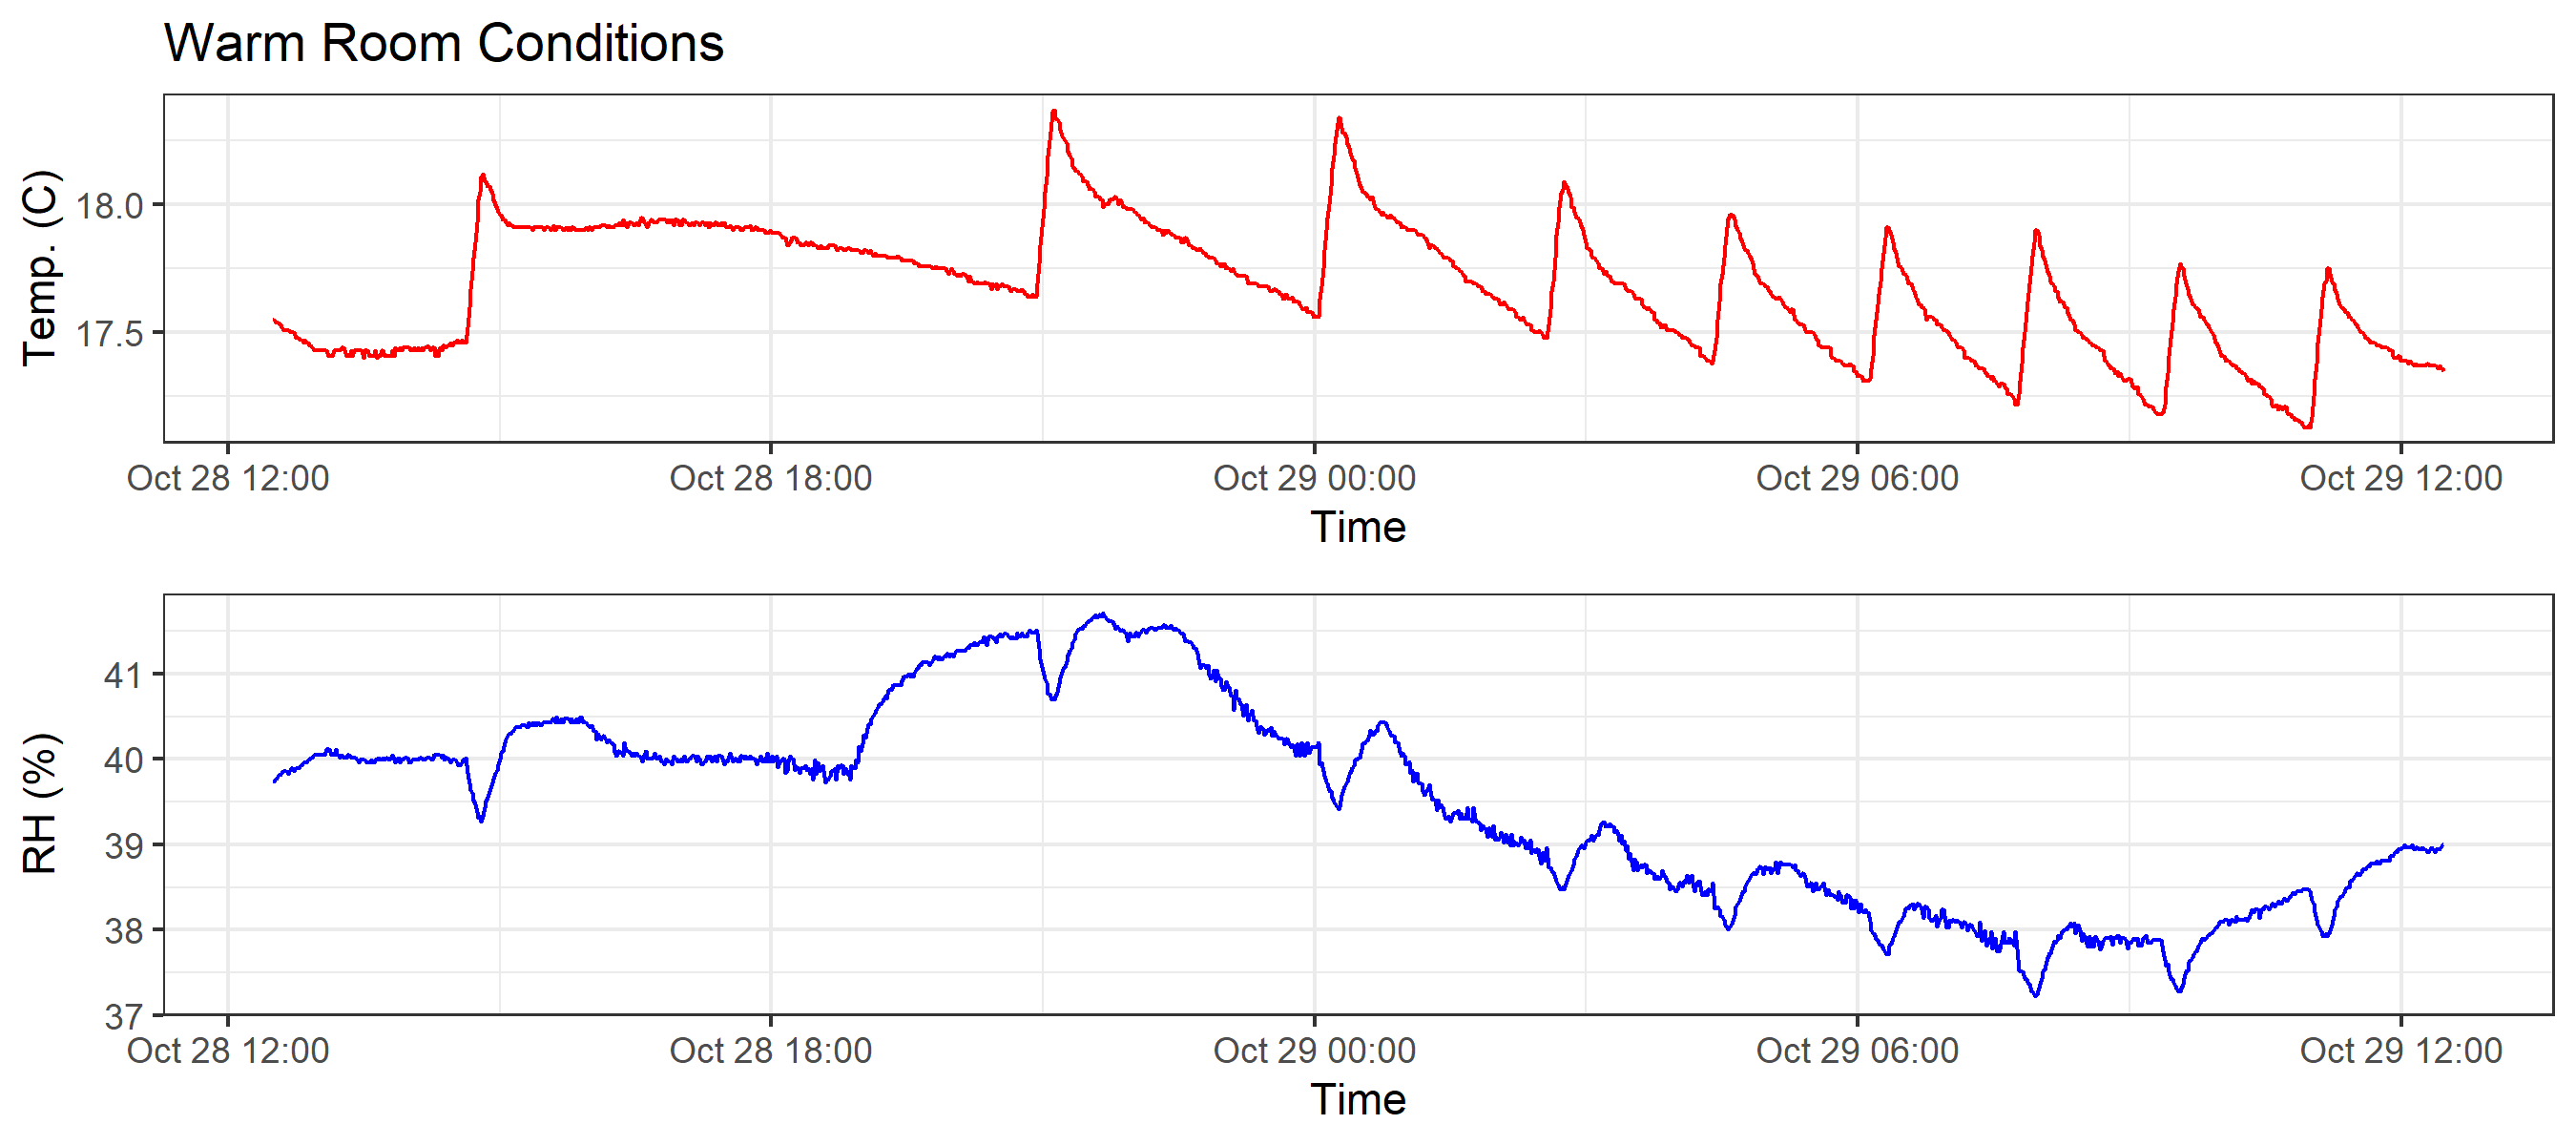 Warm Room Conditions
Temp. (C)
18.0
17.5
Oct 28 12:00 Oct 28 18:00 Oct 29 00:00 Oct 29 06:00 Oct 29 12:00
Time
RH (%)
41
40
39
38
37
Oct 28 12:00 Oct 28 18:00 Oct 29 00:00 Oct 29 06:00 Oct 29 12:00
Time